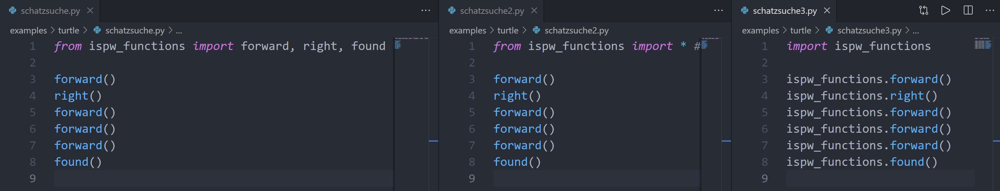 schatzsuche.py
examples > turtle > schatzsuche.py > ...
1 from ispw_functions import forward, right, found
2
3 forward()
4 right()
5 forward()
6 forward()
7 forward()
8 found()
9
schatzsuche2.py
examples > turtle > schatzsuche2.py
1 from ispw_functions import * #
2
3 forward()
4 right()
5 forward()
6 forward()
7 forward()
8 found()
9
schatzsuche3.py
examples > turtle > schatzsuche3.py > ...
1 import ispw_functions
2
3 ispw_functions.forward()
4 ispw_functions.right()
5 ispw_functions.forward()
6 ispw_functions.forward()
7 ispw_functions.forward()
8 ispw_functions.found()
9